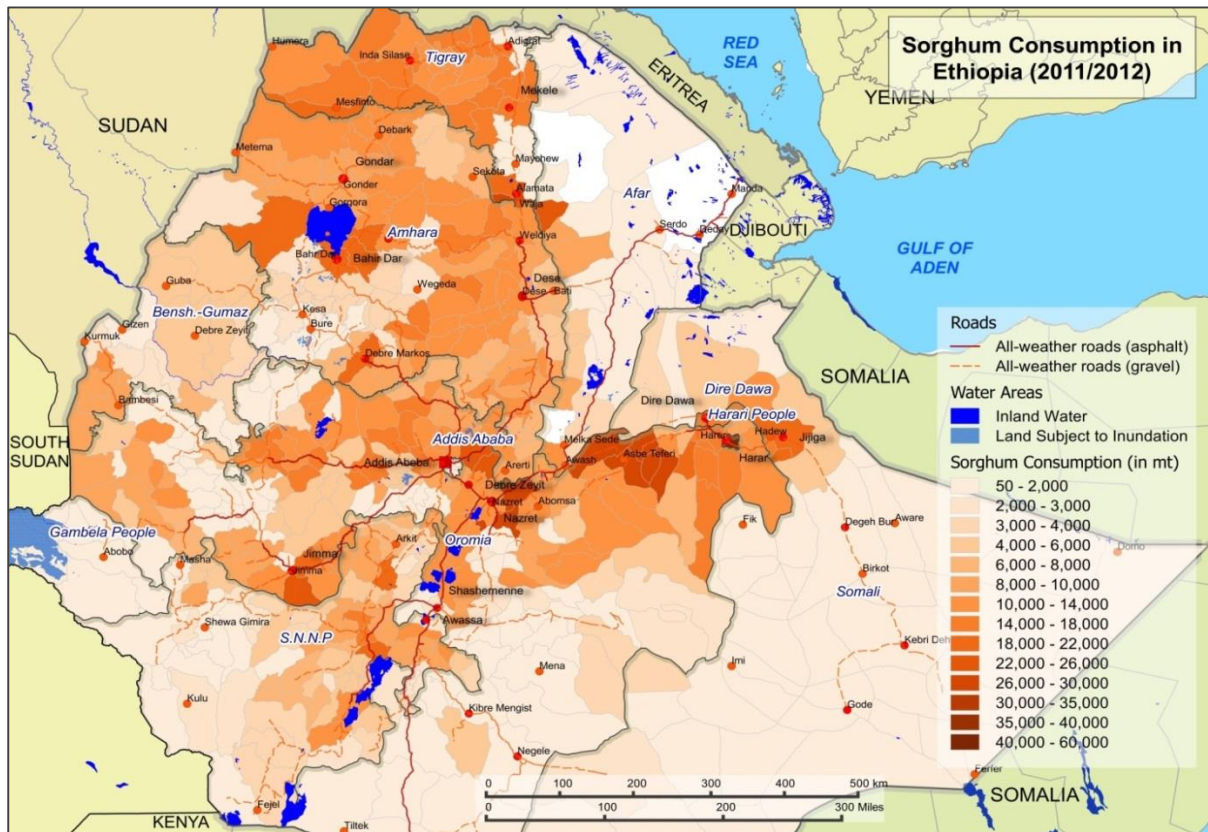 Sorghum Consumption in
Ethiopia (2011/2012)
RED
SEA
ERITREA
YEMEN
SUDAN
Humera
Inda Silase
Tigray
Adigrat
Mekele
Mesfinto
Debark
Metema
Gondar
Gonder
Gorgora
Sekota
Maychew
Alamata
Waja
Afar
Manda
Serdo
DJIBOUTI
Amhara
Weldiya
Bahr Dar
Bahir Dar
GULF OF
ADEN
Guba
Wegeda
Dese
Dese
Bati
Bensh.-Gumaz
Kesa
Bure
Gizen
Kurmuk
Debre Zeyit
Debre Markos
SOMALIA
Bambesi
Dire Dawa
Dire Dawa
Harari People
Hadew
Jijiga
Harar
SOUTH
SUDAN
Addis Ababa
Addis Ababa
Melka Sede
Asbe Teferi
Arerti
Awash
Debre Zeyit
Nazret
Nazret
Abomsa
Gambela People
Abobo
Masha
Jimma
Jimma
Arkit
Oromia
Fik
Degeh Bur
Aware
Domo
Birkot
Somali
Shashemenne
Awassa
Shewa Gimira
S.N.N.P
Kebri Deh
Mena
Imi
Kulu
Kibre Mengist
Gode
Negele
Ferfer
Fejej
Tiltek
KENYA
SOMALIA
Roads
All-weather roads (asphalt)
All-weather roads (gravel)
Water Areas
Inland Water
Land Subject to Inundation
Sorghum Consumption (in mt)
50 - 2,000
2,000 - 3,000
3,000 - 4,000
4,000 - 6,000
6,000 - 8,000
8,000 - 10,000
10,000 - 14,000
14,000 - 18,000
18,000 - 22,000
22,000 - 26,000
26,000 - 30,000
30,000 - 35,000
35,000 - 40,000
40,000 - 60,000
0 100 200 300 400 500 km
0 100 200 300 Miles